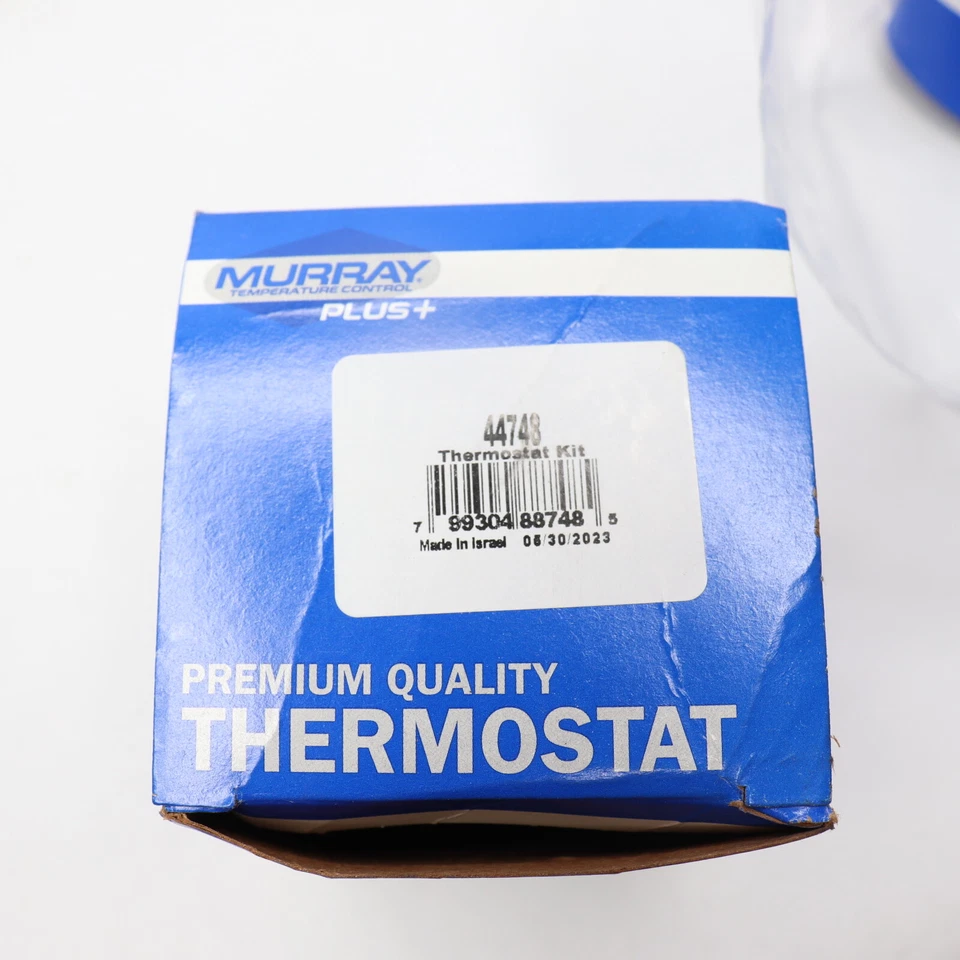 MURRAY
TEMPERATURE CONTROL
PLUS+
44748
Thermostat Kit
7 99304 88748 5
Made in Israel 05/30/2023
PREMIUM QUALITY
THERMOSTAT